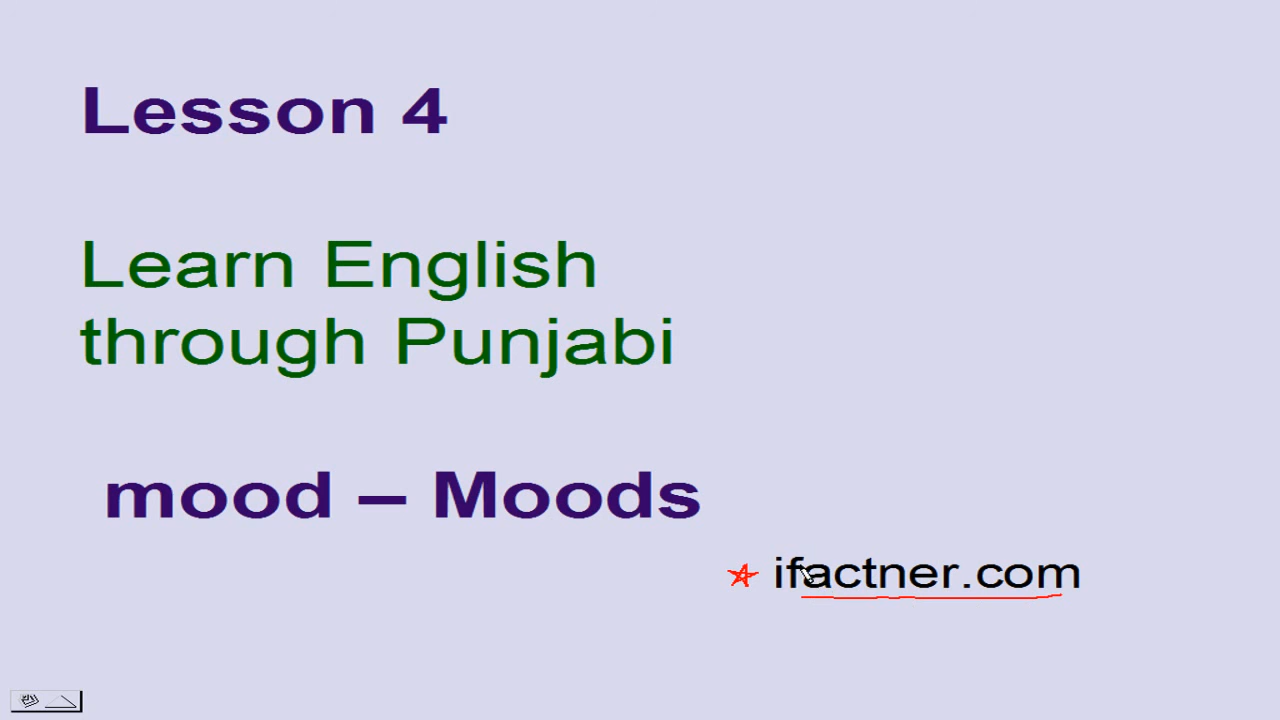 Lesson 4
Learn English
through Punjabi
mood – Moods
ifactner.com